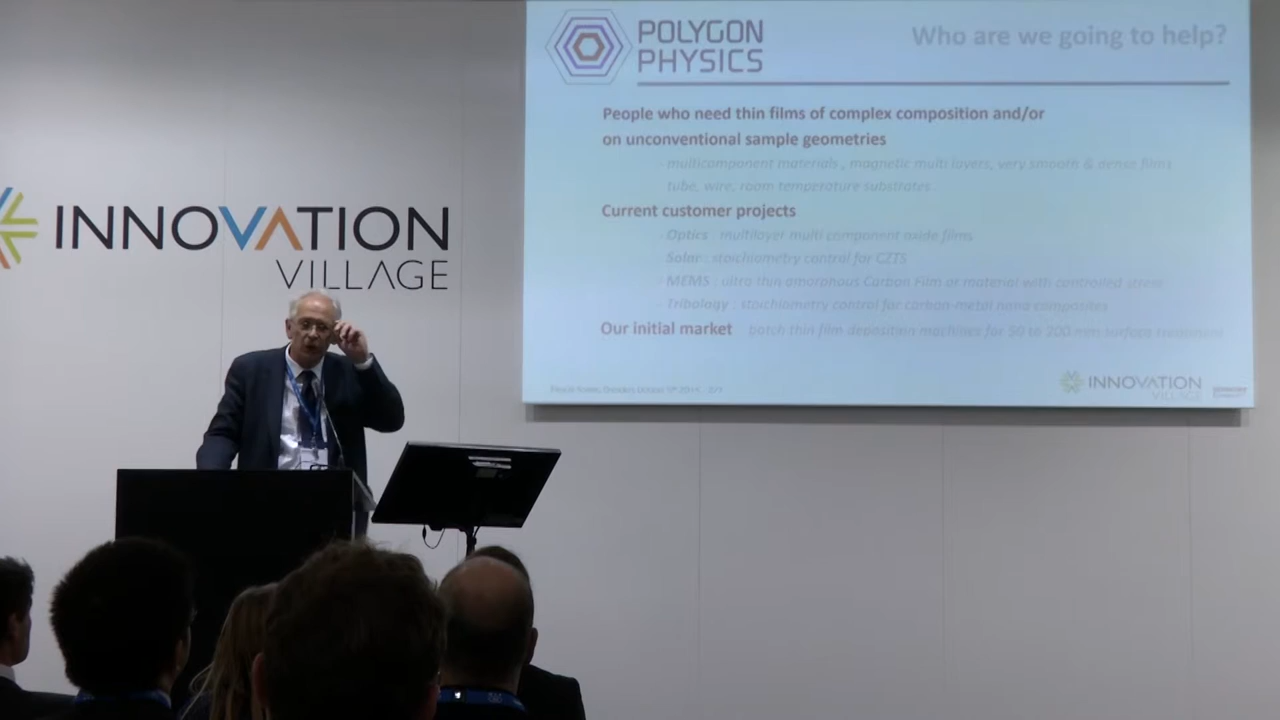 INNOVATION
VILLAGE
POLYGON
PHYSICS
Who are we going to help?
People who need thin films of complex composition and/or
on unconventional sample geometries
multicomponent materials , magnetic multi layers, very smooth & dense films
tube, wire, room temperature substrates
Current customer projects
Optics : multilayer multi component oxide films
Solar : stoichiometry control for CZTS
MEMS : ultra thin amorphous Carbon Film or material with controlled stress
Tribology : stoichiometry control for carbon-metal nano composites
Our initial market batch thin film deposition machines for 50 to 200 mm surface treatment
INNOVATION
VILLAGE